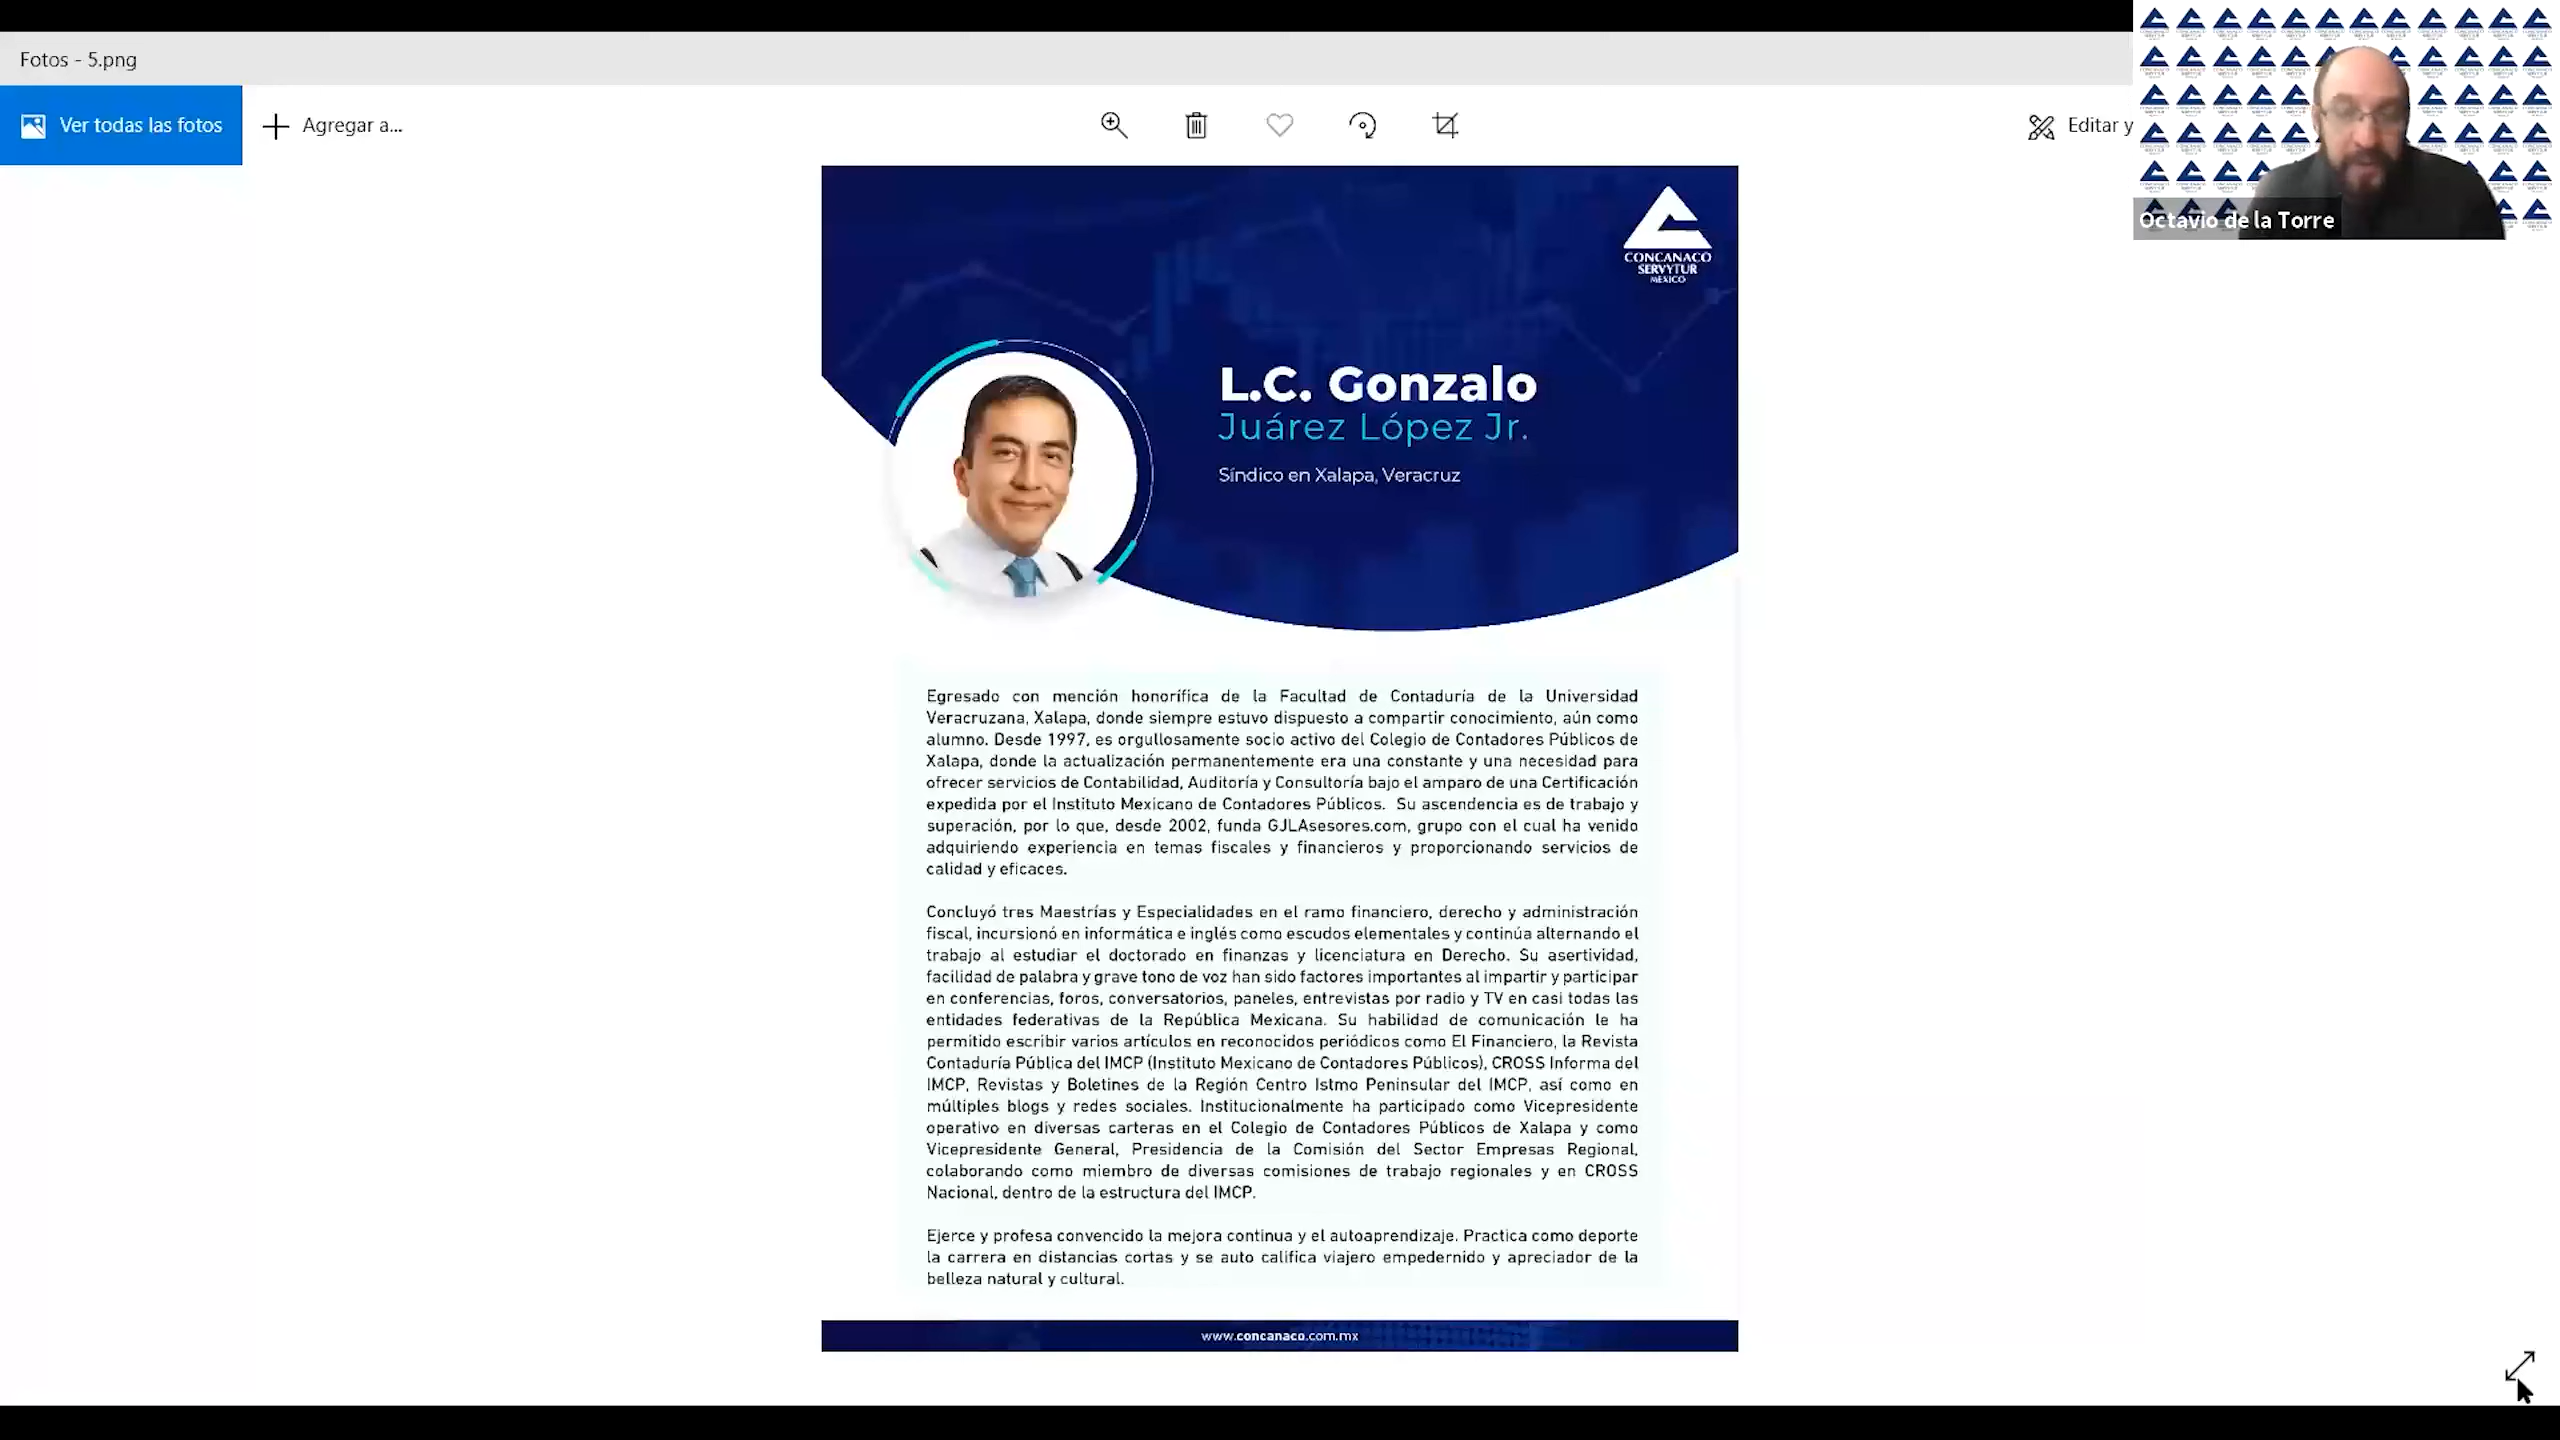 Fotos - 5.png
Ver todas las fotos
Agregar a...
Editar y
Octavio de la Torre
CONCANACO
SERVYTUR
MEXICO
L.C. Gonzalo
Juárez López Jr.
Síndico en Xalapa, Veracruz
Egresado con mención honorífica de la Facultad de Contaduría de la Universidad
Veracruzana, Xalapa, donde siempre estuvo dispuesto a compartir conocimiento, aún como
alumno. Desde 1997, es orgullosamente socio activo del Colegio de Contadores Públicos de
Xalapa, donde la actualización permanentemente era una constante y una necesidad para
ofrecer servicios de Contabilidad, Auditoría y Consultoría bajo el amparo de una Certificación
expedida por el Instituto Mexicano de Contadores Públicos. Su ascendencia es de trabajo y
superación, por lo que, desde 2002, funda GJLAsesores.com, grupo con el cual ha venido
adquiriendo experiencia en temas fiscales y financieros y proporcionando servicios de
calidad y eficaces.
Concluyó tres Maestrías y Especialidades en el ramo financiero, derecho y administración
fiscal, incursionó en informática e inglés como escudos elementales y continúa alternando el
trabajo al estudiar el doctorado en finanzas y licenciatura en Derecho. Su asertividad,
facilidad de palabra y grave tono de voz han sido factores importantes al impartir y participar
en conferencias, foros, conversatorios, paneles, entrevistas por radio y TV en casi todas las
entidades federativas de la República Mexicana. Su habilidad de comunicación le ha
permitido escribir varios artículos en reconocidos periódicos como El Financiero, la Revista
Contaduría Pública del IMCP (Instituto Mexicano de Contadores Públicos), CROSS Informa del
IMCP, Revistas y Boletines de la Región Centro Istmo Peninsular del IMCP, así como en
múltiples blogs y redes sociales. Institucionalmente ha participado como Vicepresidente
operativo en diversas carteras en el Colegio de Contadores Públicos de Xalapa y como
Vicepresidente General, Presidencia de la Comisión del Sector Empresas Regional,
colaborando como miembro de diversas comisiones de trabajo regionales y en CROSS
Nacional, dentro de la estructura del IMCP.
Ejerce y profesa convencido la mejora continua y el autoaprendizaje. Practica como deporte
la carrera en distancias cortas y se auto califica viajero empedernido y apreciador de la
belleza natural y cultural.
www.concanaco.com.mx